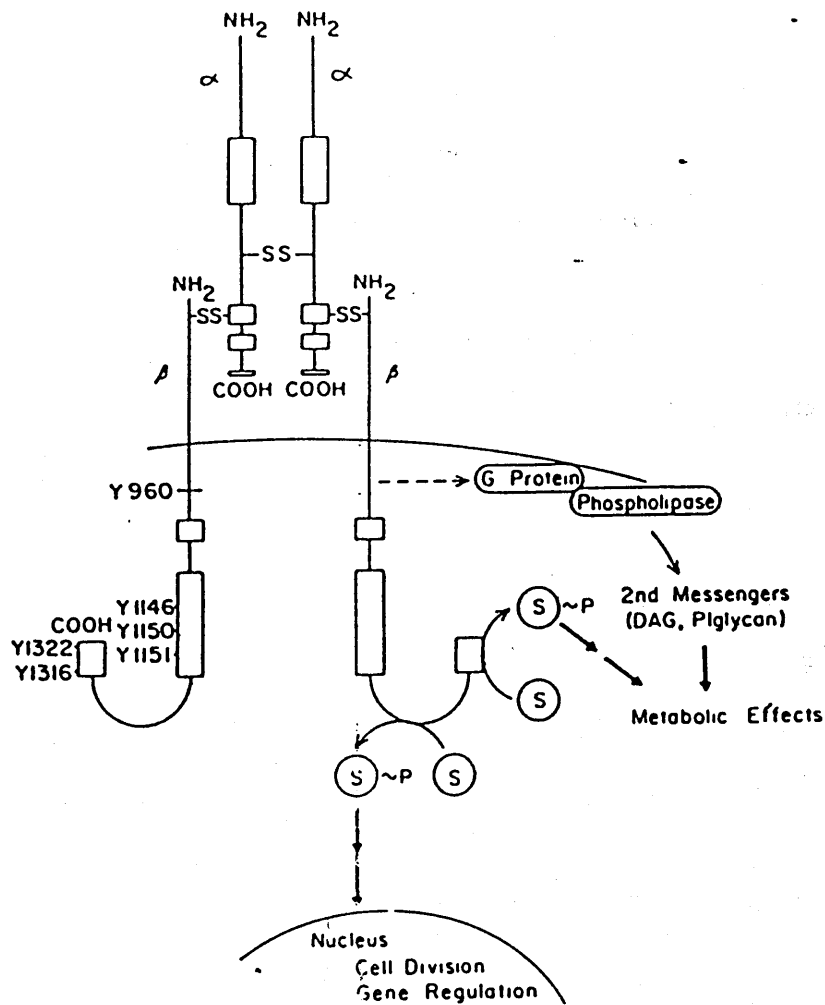 NH2 NH2
α α
SS
NH2 NH2
SS SS
β COOH COOH β
Y960
G Protein
Phospholipase
Y1146
COOH Y1150
Y1322 Y1151
Y1316
S ~P
2nd Messengers
(DAG, PIglycan)
S
Metabolic Effects
S ~P S
Nucleus
Cell Division
Gene Regulation